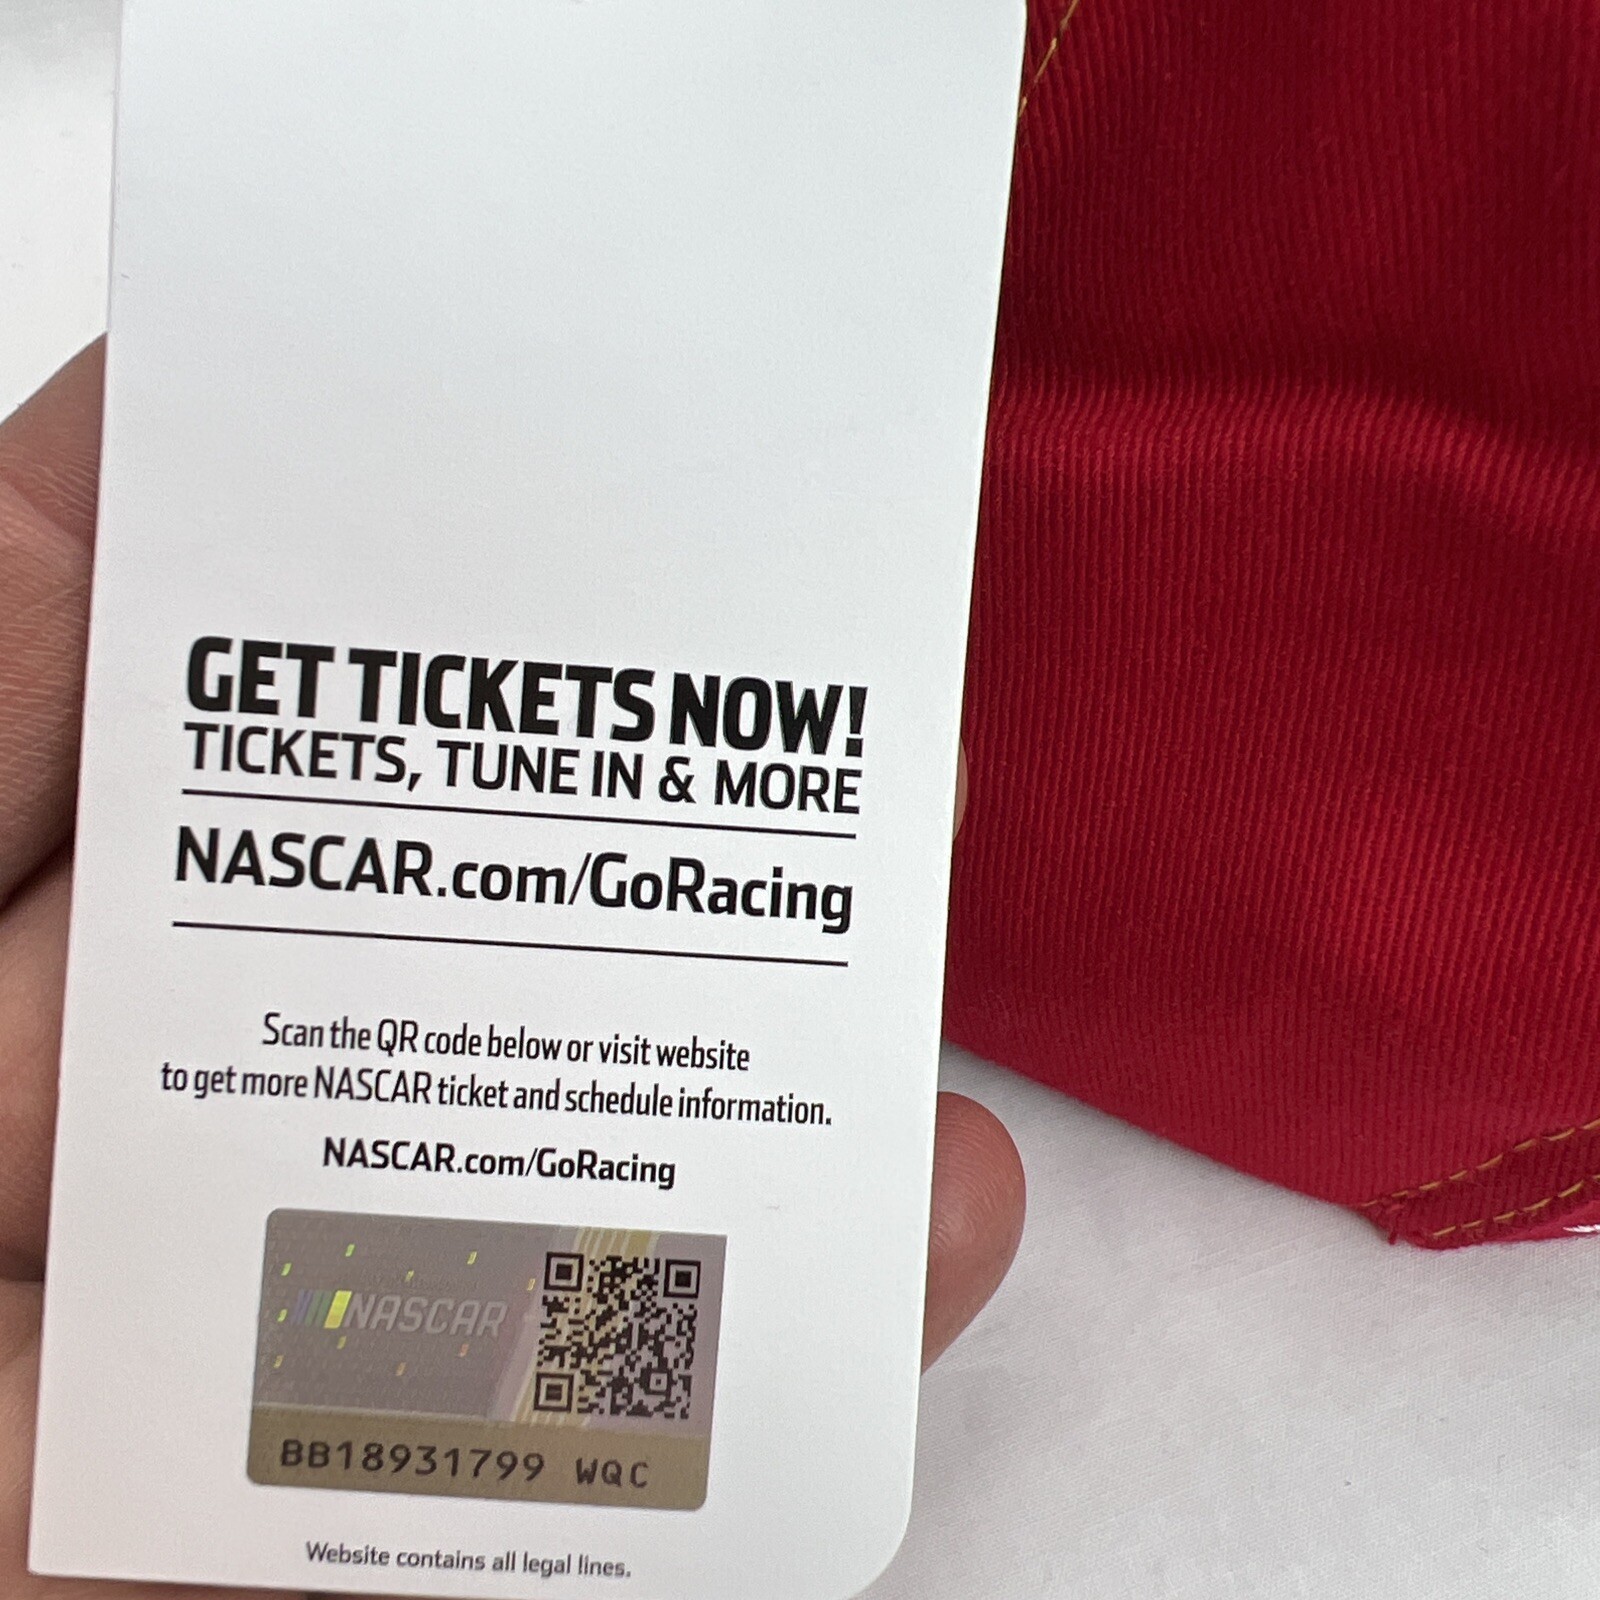 GET TICKETS NOW!
TICKETS, TUNE IN & MORE
NASCAR.com/GoRacing
Scan the QR code below or visit website
to get more NASCAR ticket and schedule information.
NASCAR.com/GoRacing
NASCAR
BB18931799 WQC
Website contains all legal lines.